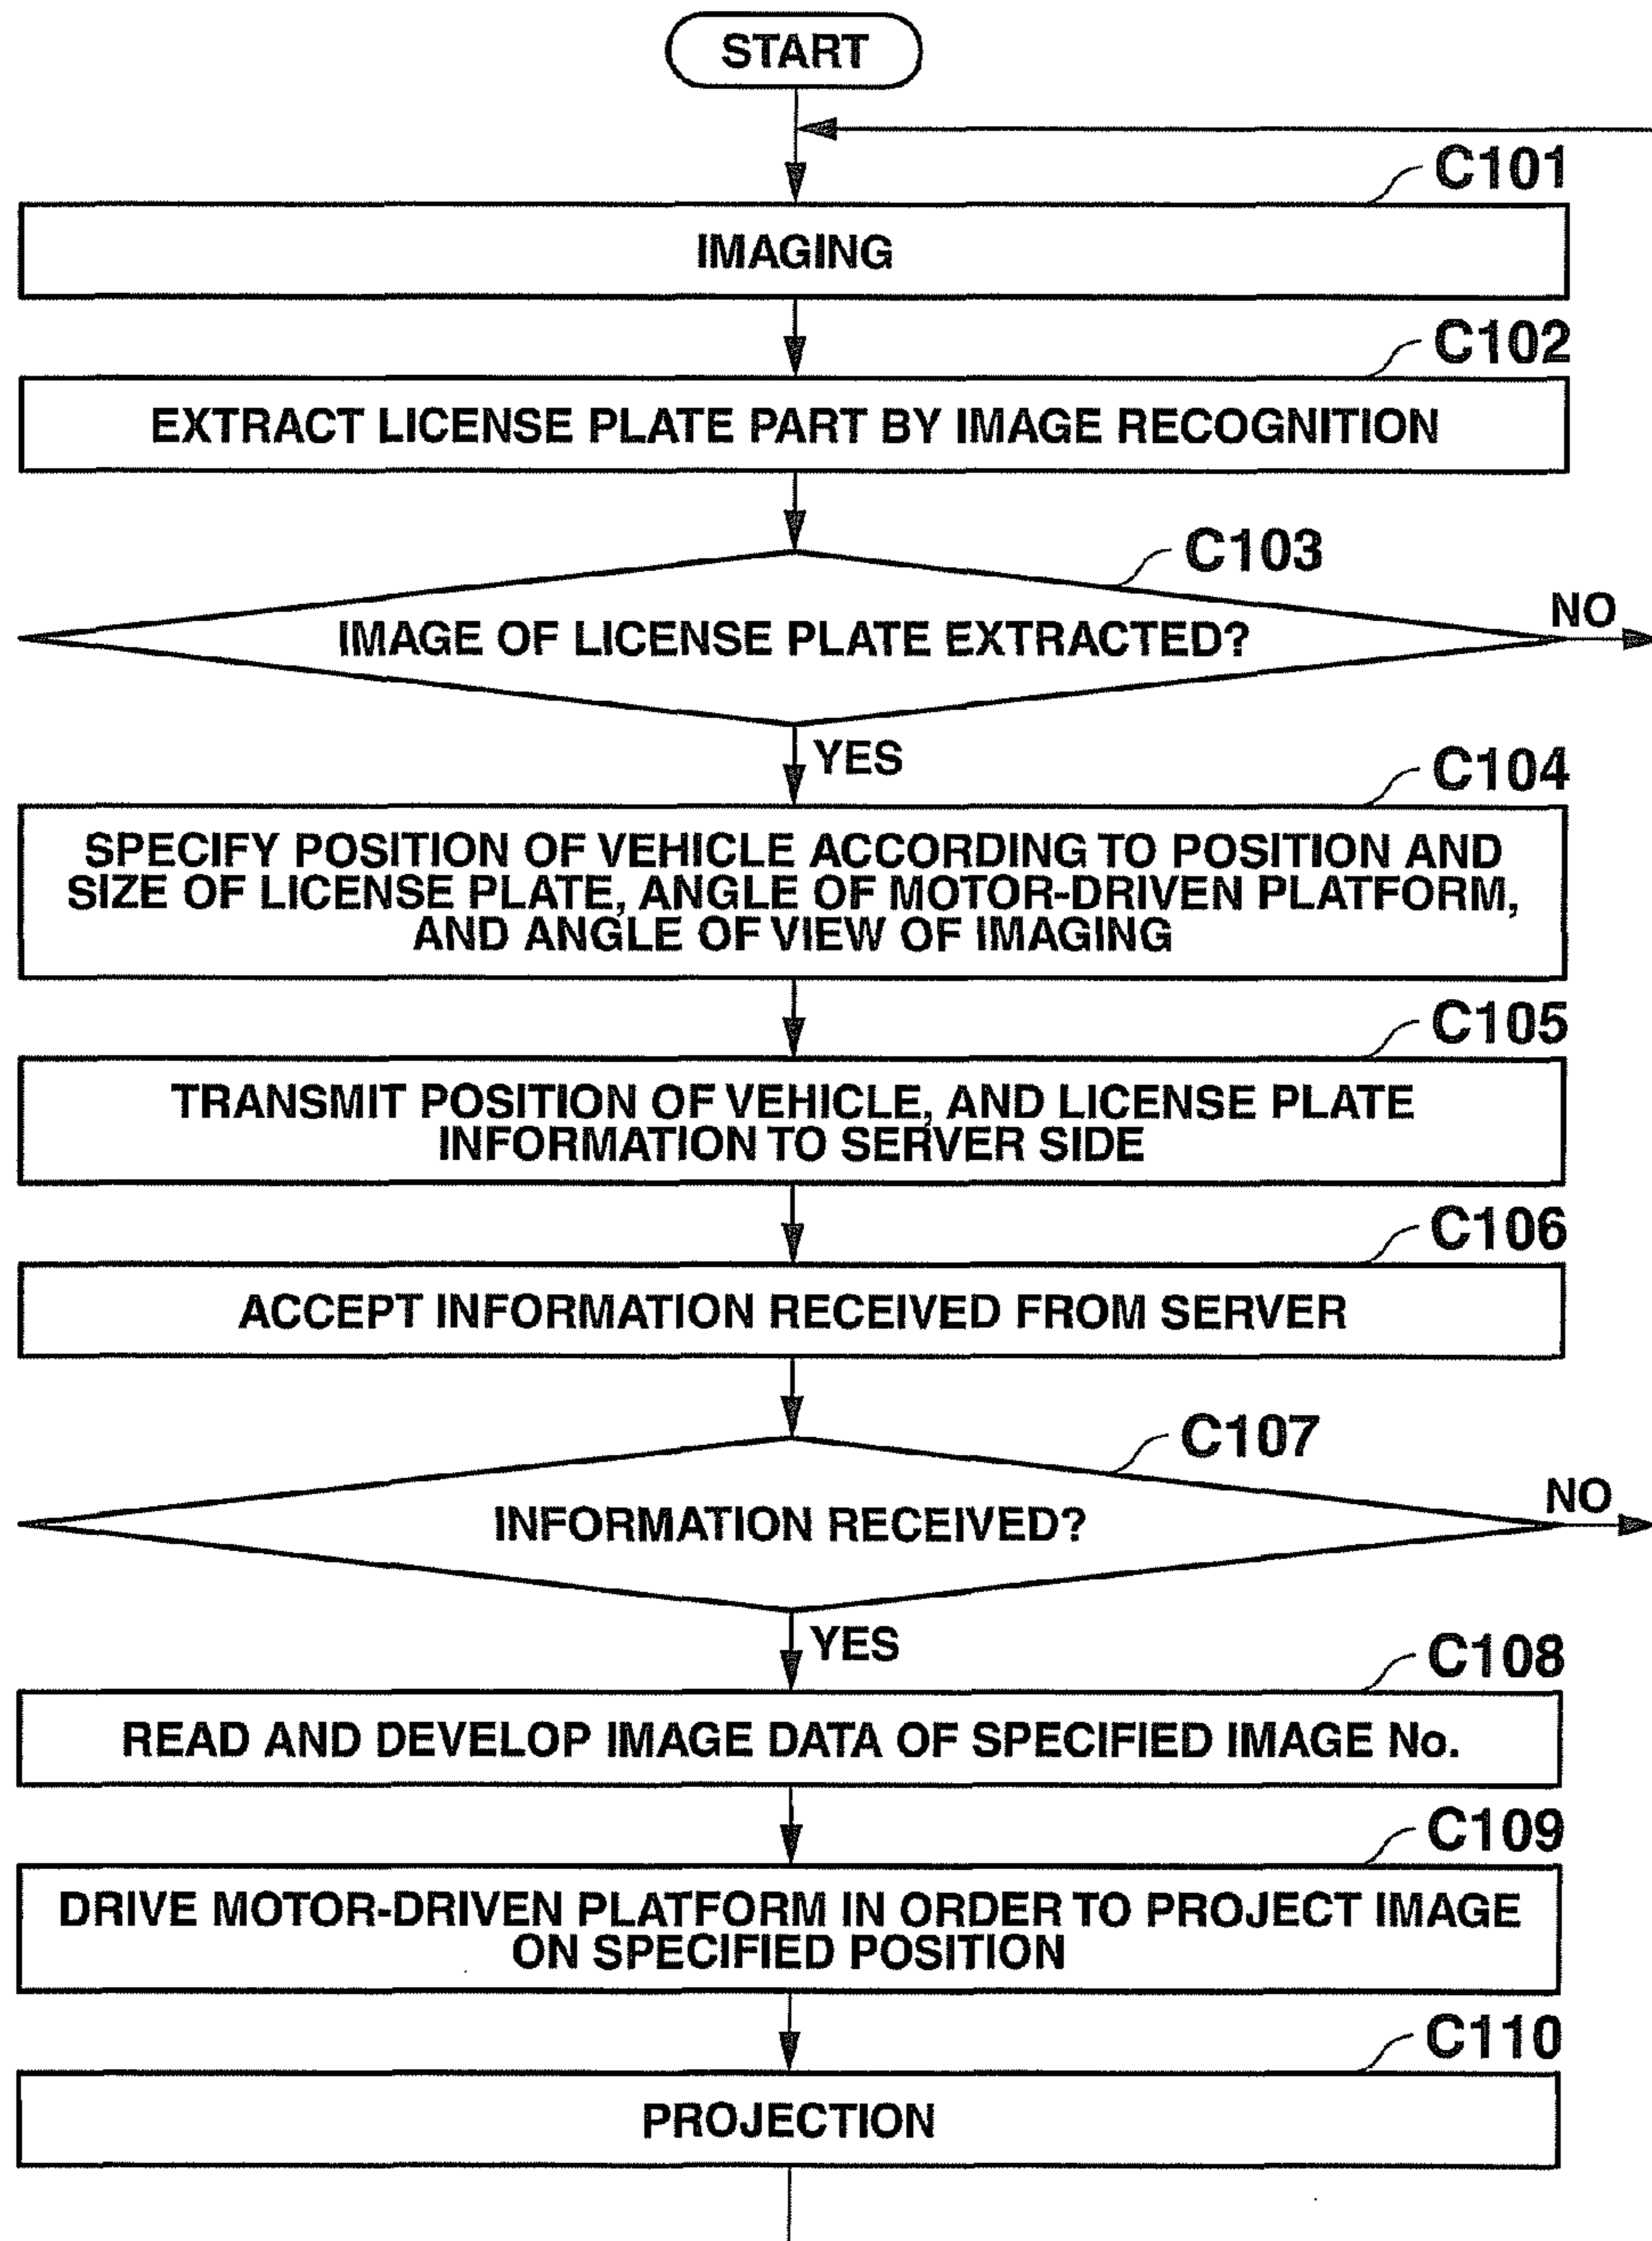 START
C101
IMAGING
C102
EXTRACT LICENSE PLATE PART BY IMAGE RECOGNITION
C103
IMAGE OF LICENSE PLATE EXTRACTED?
NO
YES
C104
SPECIFY POSITION OF VEHICLE ACCORDING TO POSITION AND
SIZE OF LICENSE PLATE, ANGLE OF MOTOR-DRIVEN PLATFORM,
AND ANGLE OF VIEW OF IMAGING
C105
TRANSMIT POSITION OF VEHICLE, AND LICENSE PLATE
INFORMATION TO SERVER SIDE
C106
ACCEPT INFORMATION RECEIVED FROM SERVER
C107
INFORMATION RECEIVED?
NO
YES
C108
READ AND DEVELOP IMAGE DATA OF SPECIFIED IMAGE No.
C109
DRIVE MOTOR-DRIVEN PLATFORM IN ORDER TO PROJECT IMAGE
ON SPECIFIED POSITION
C110
PROJECTION